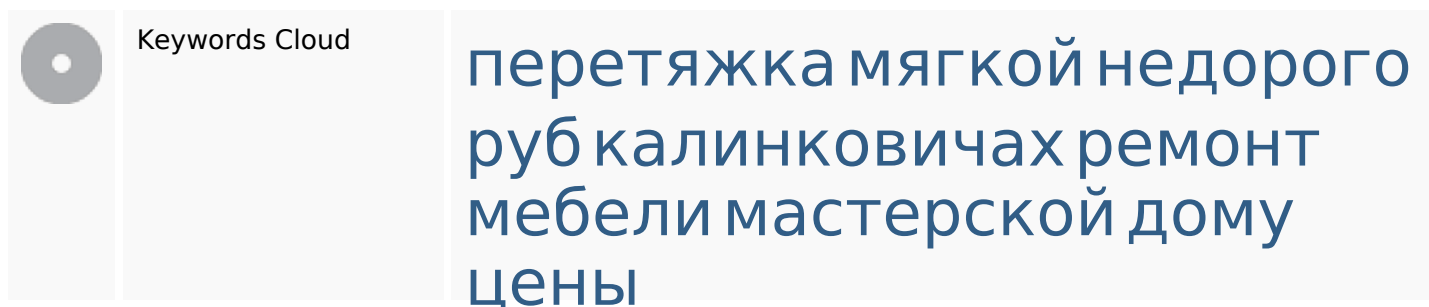 Keywords Cloud
перетяжка мягкой недорого
руб калинковичах ремонт
мебели мастерской дому
цены